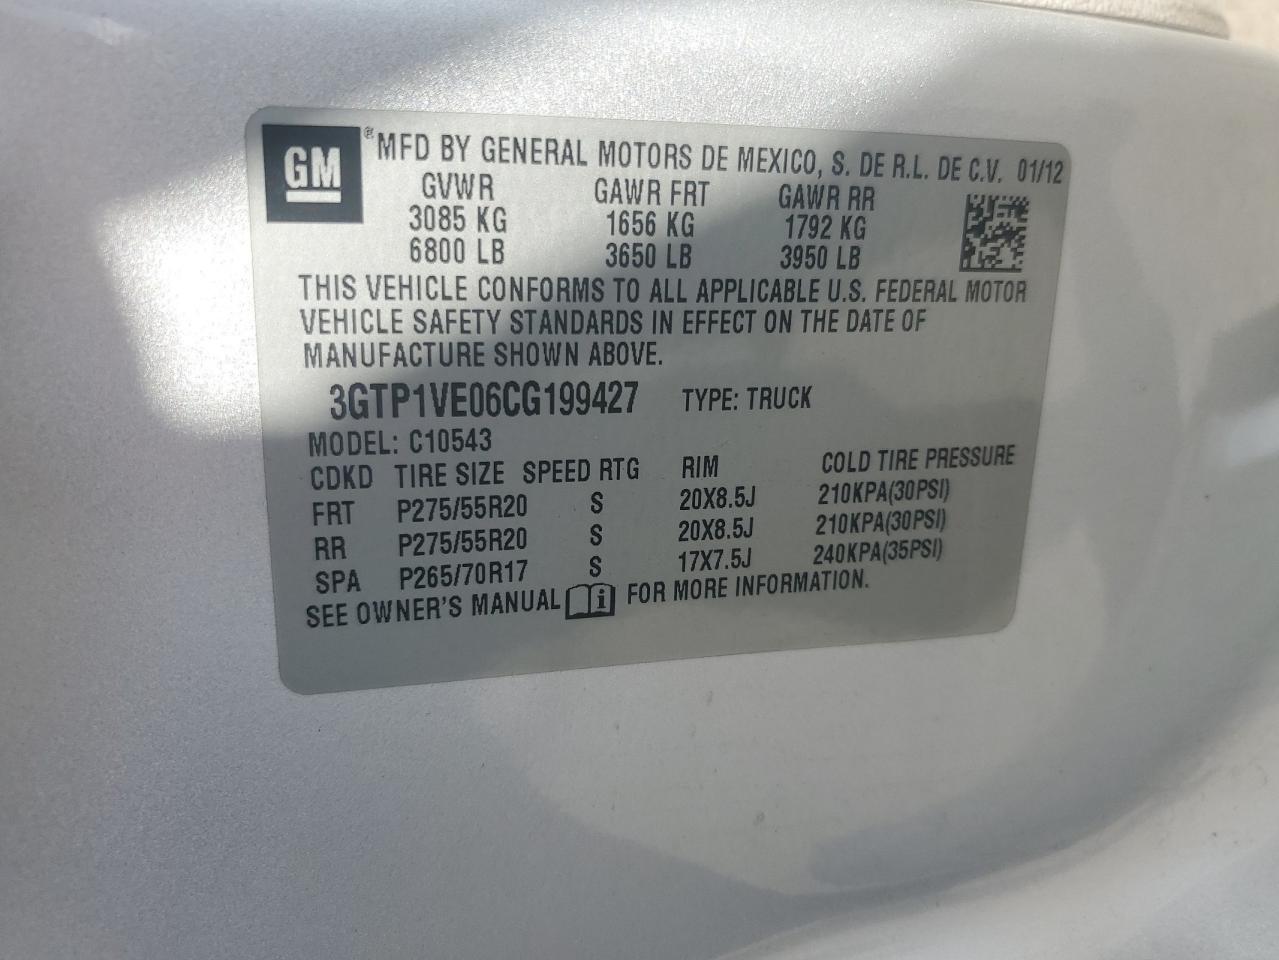 GM ® MFD BY GENERAL MOTORS DE MEXICO, S. DE R.L. DE C.V. 01/12
GVWR GAWR FRT GAWR RR
3085 KG 1656 KG 1792 KG
6800 LB 3650 LB 3950 LB
THIS VEHICLE CONFORMS TO ALL APPLICABLE U.S. FEDERAL MOTOR
VEHICLE SAFETY STANDARDS IN EFFECT ON THE DATE OF
MANUFACTURE SHOWN ABOVE.
3GTP1VE06CG199427 TYPE: TRUCK
MODEL: C10543
CDKD TIRE SIZE SPEED RTG RIM COLD TIRE PRESSURE
FRT P275/55R20 S 20X8.5J 210KPA(30PSI)
RR P275/55R20 S 20X8.5J 210KPA(30PSI)
SPA P265/70R17 S 17X7.5J 240KPA(35PSI)
SEE OWNER'S MANUAL i FOR MORE INFORMATION.